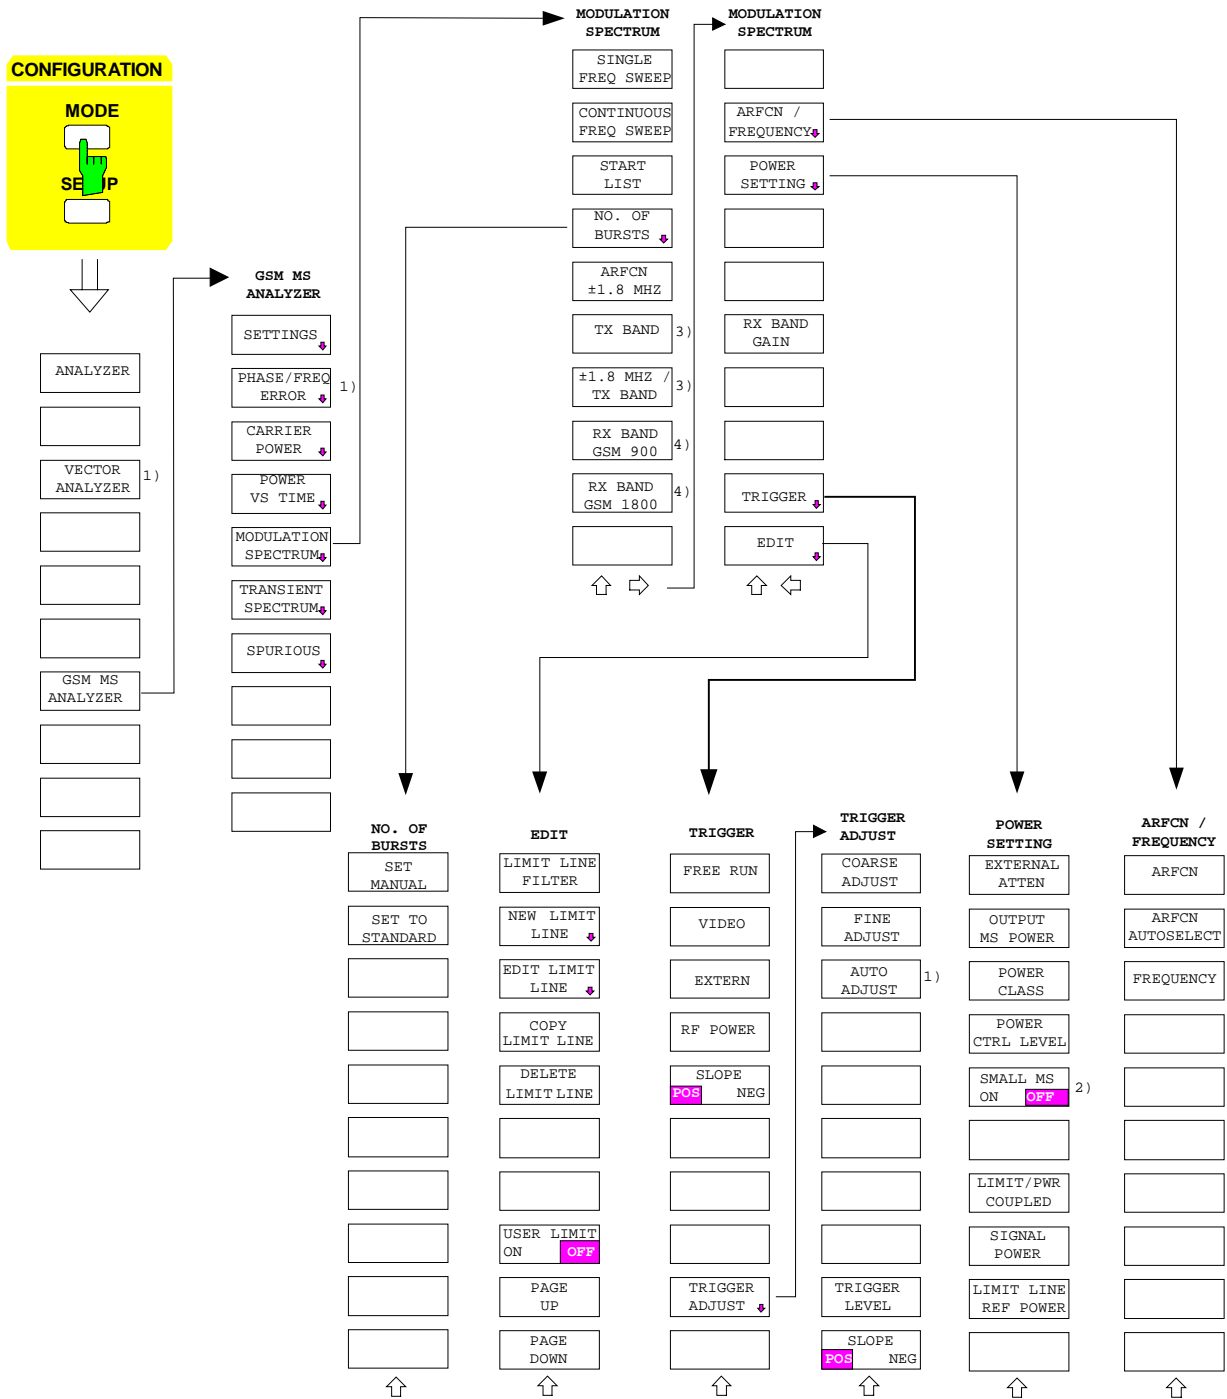 CONFIGURATION
MODE
SE UP
ANALYZER
VECTOR
ANALYZER
1)
GSM MS
ANALYZER
GSM MS
ANALYZER
SETTINGS
PHASE/FREQ
ERROR
1)
CARRIER
POWER
POWER
VS TIME
MODULATION
SPECTRUM
TRANSIENT
SPECTRUM
SPURIOUS
MODULATION
SPECTRUM
SINGLE
FREQ SWEEP
CONTINUOUS
FREQ SWEEP
START
LIST
NO. OF
BURSTS
ARFCN
±1.8 MHZ
TX BAND
3)
±1.8 MHZ /
TX BAND
3)
RX BAND
GSM 900
4)
RX BAND
GSM 1800
4)
MODULATION
SPECTRUM
ARFCN /
FREQUENCY
POWER
SETTING
RX BAND
GAIN
TRIGGER
EDIT
NO. OF
BURSTS
SET
MANUAL
SET TO
STANDARD
EDIT
LIMIT LINE
FILTER
NEW LIMIT
LINE
EDIT LIMIT
LINE
COPY
LIMIT LINE
DELETE
LIMIT LINE
USER LIMIT
ON OFF
PAGE
UP
PAGE
DOWN
TRIGGER
FREE RUN
VIDEO
EXTERN
RF POWER
SLOPE
POS NEG
TRIGGER
ADJUST
TRIGGER
ADJUST
COARSE
ADJUST
FINE
ADJUST
AUTO
ADJUST
1)
TRIGGER
LEVEL
SLOPE
POS NEG
POWER
SETTING
EXTERNAL
ATTEN
OUTPUT
MS POWER
POWER
CLASS
POWER
CTRL LEVEL
SMALL MS
ON OFF
2)
LIMIT/PWR
COUPLED
SIGNAL
POWER
LIMIT LINE
REF POWER
ARFCN /
FREQUENCY
ARFCN
ARFCN
AUTOSELECT
FREQUENCY